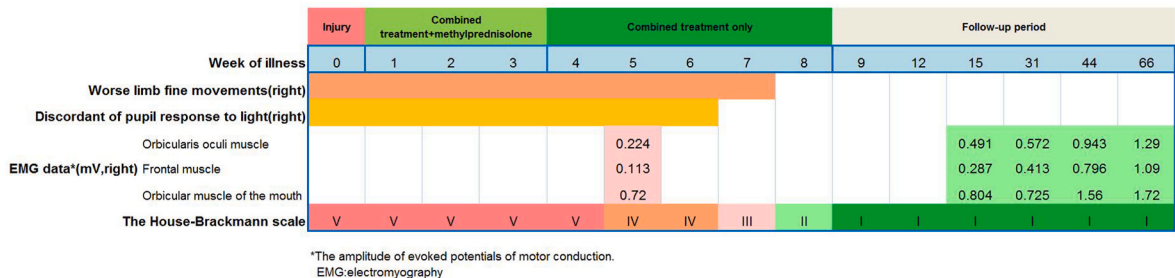 Injury Combined treatment+methylprednisolone Combined treatment only Follow-up period
Week of illness 0 1 2 3 4 5 6 7 8 9 12 15 31 44 66
Worse limb fine movements(right)
Discordant of pupil response to light(right)
Orbicularis oculi muscle 0.224 0.491 0.572 0.943 1.29
EMG data*(mV,right) Frontal muscle 0.113 0.287 0.413 0.796 1.09
Orbicular muscle of the mouth 0.72 0.804 0.725 1.56 1.72
The House-Brackmann scale V V V V V IV IV III II I I I I I I
*The amplitude of evoked potentials of motor conduction.
EMG:electromyography